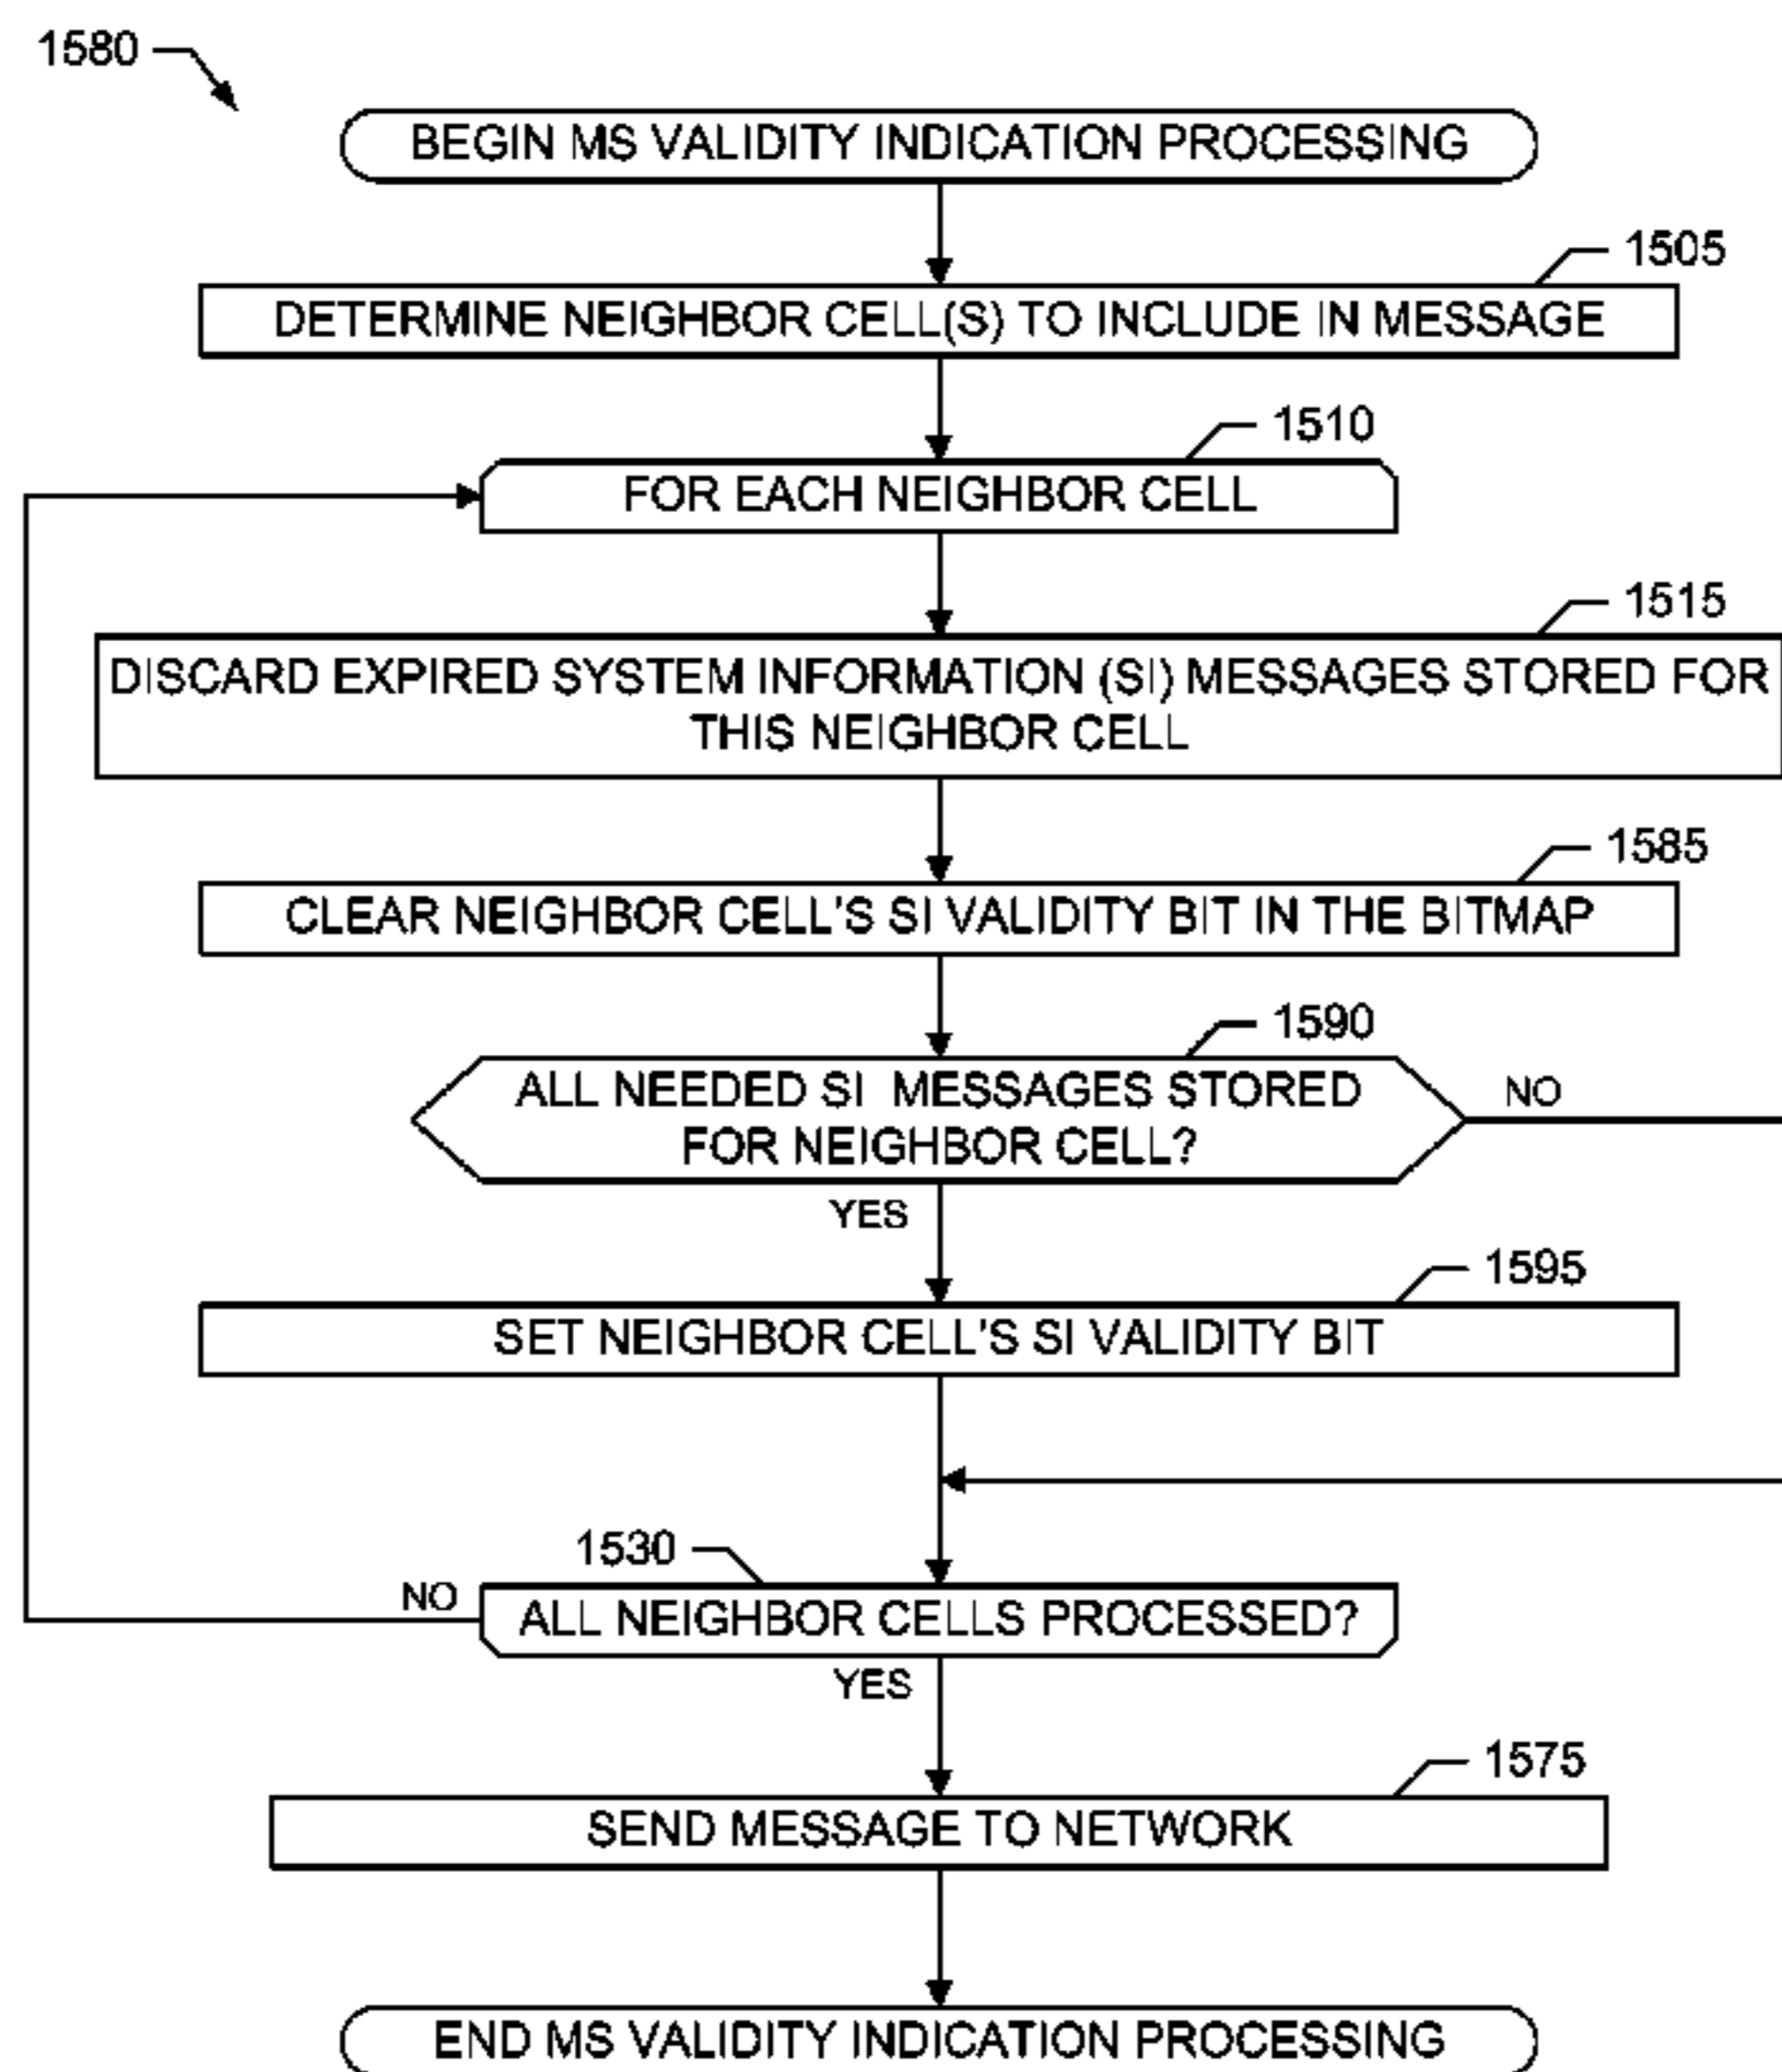 1580
BEGIN MS VALIDITY INDICATION PROCESSING
1505
DETERMINE NEIGHBOR CELL(S) TO INCLUDE IN MESSAGE
1510
FOR EACH NEIGHBOR CELL
1515
DISCARD EXPIRED SYSTEM INFORMATION (SI) MESSAGES STORED FOR
THIS NEIGHBOR CELL
1585
CLEAR NEIGHBOR CELL'S SI VALIDITY BIT IN THE BITMAP
1590
ALL NEEDED SI MESSAGES STORED
FOR NEIGHBOR CELL?
NO
YES
1595
SET NEIGHBOR CELL'S SI VALIDITY BIT
1530
NO
ALL NEIGHBOR CELLS PROCESSED?
YES
1575
SEND MESSAGE TO NETWORK
END MS VALIDITY INDICATION PROCESSING